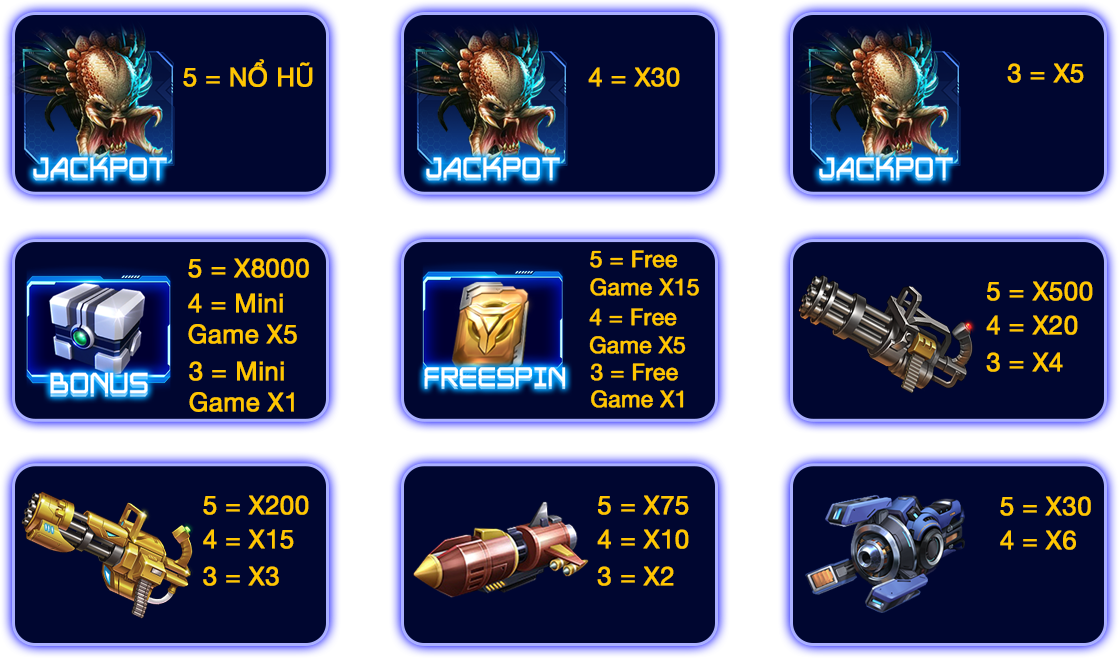 5 = NỔ HŨ
JACKPOT
4 = X30
JACKPOT
3 = X5
JACKPOT
5 = X8000
4 = Mini
Game X5
3 = Mini
Game X1
BONUS
5 = Free
Game X15
4 = Free
Game X5
3 = Free
Game X1
FREESPIN
5 = X500
4 = X20
3 = X4
5 = X200
4 = X15
3 = X3
5 = X75
4 = X10
3 = X2
5 = X30
4 = X6